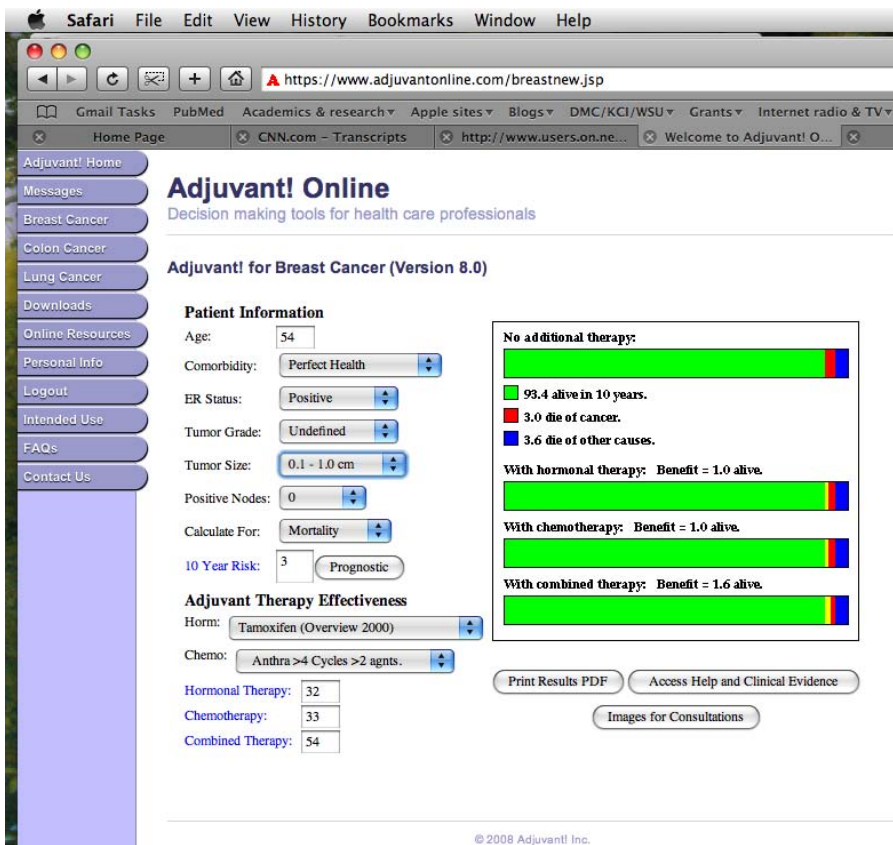 Safari File Edit View History Bookmarks Window Help
A https://www.adjuvantonline.com/breastnew.jsp
Gmail Tasks PubMed Academics & research Apple sites Blogs DMC/KCI/WSU Grants Internet radio & TV
Home Page CNN.com – Transcripts http://www.users.on.ne... Welcome to Adjuvant! O...
Adjuvant! Home
Messages
Breast Cancer
Colon Cancer
Lung Cancer
Downloads
Online Resources
Personal Info
Logout
Intended Use
FAQs
Contact Us
Adjuvant! Online
Decision making tools for health care professionals
Adjuvant! for Breast Cancer (Version 8.0)
Patient Information
Age: 54
Comorbidity: Perfect Health
ER Status: Positive
Tumor Grade: Undefined
Tumor Size: 0.1 - 1.0 cm
Positive Nodes: 0
Calculate For: Mortality
10 Year Risk: 3 Prognostic
Adjuvant Therapy Effectiveness
Horm: Tamoxifen (Overview 2000)
Chemo: Anthra >4 Cycles >2 agnts.
Hormonal Therapy: 32
Chemotherapy: 33
Combined Therapy: 54
No additional therapy:
93.4 alive in 10 years.
3.0 die of cancer.
3.6 die of other causes.
With hormonal therapy: Benefit = 1.0 alive.
With chemotherapy: Benefit = 1.0 alive.
With combined therapy: Benefit = 1.6 alive.
Print Results PDF Access Help and Clinical Evidence
Images for Consultations
© 2008 Adjuvant! Inc.